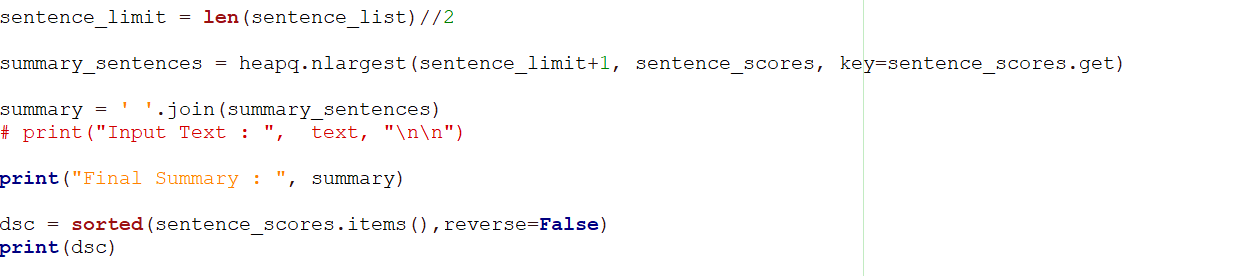 sentence_limit = len(sentence_list)//2
summary_sentences = heapq.nlargest(sentence_limit+1, sentence_scores, key=sentence_scores.get)
summary = ' '.join(summary_sentences)
# print("Input Text : ",  text, "\n\n")
print("Final Summary : ", summary)
dsc = sorted(sentence_scores.items(),reverse=False)
print(dsc)